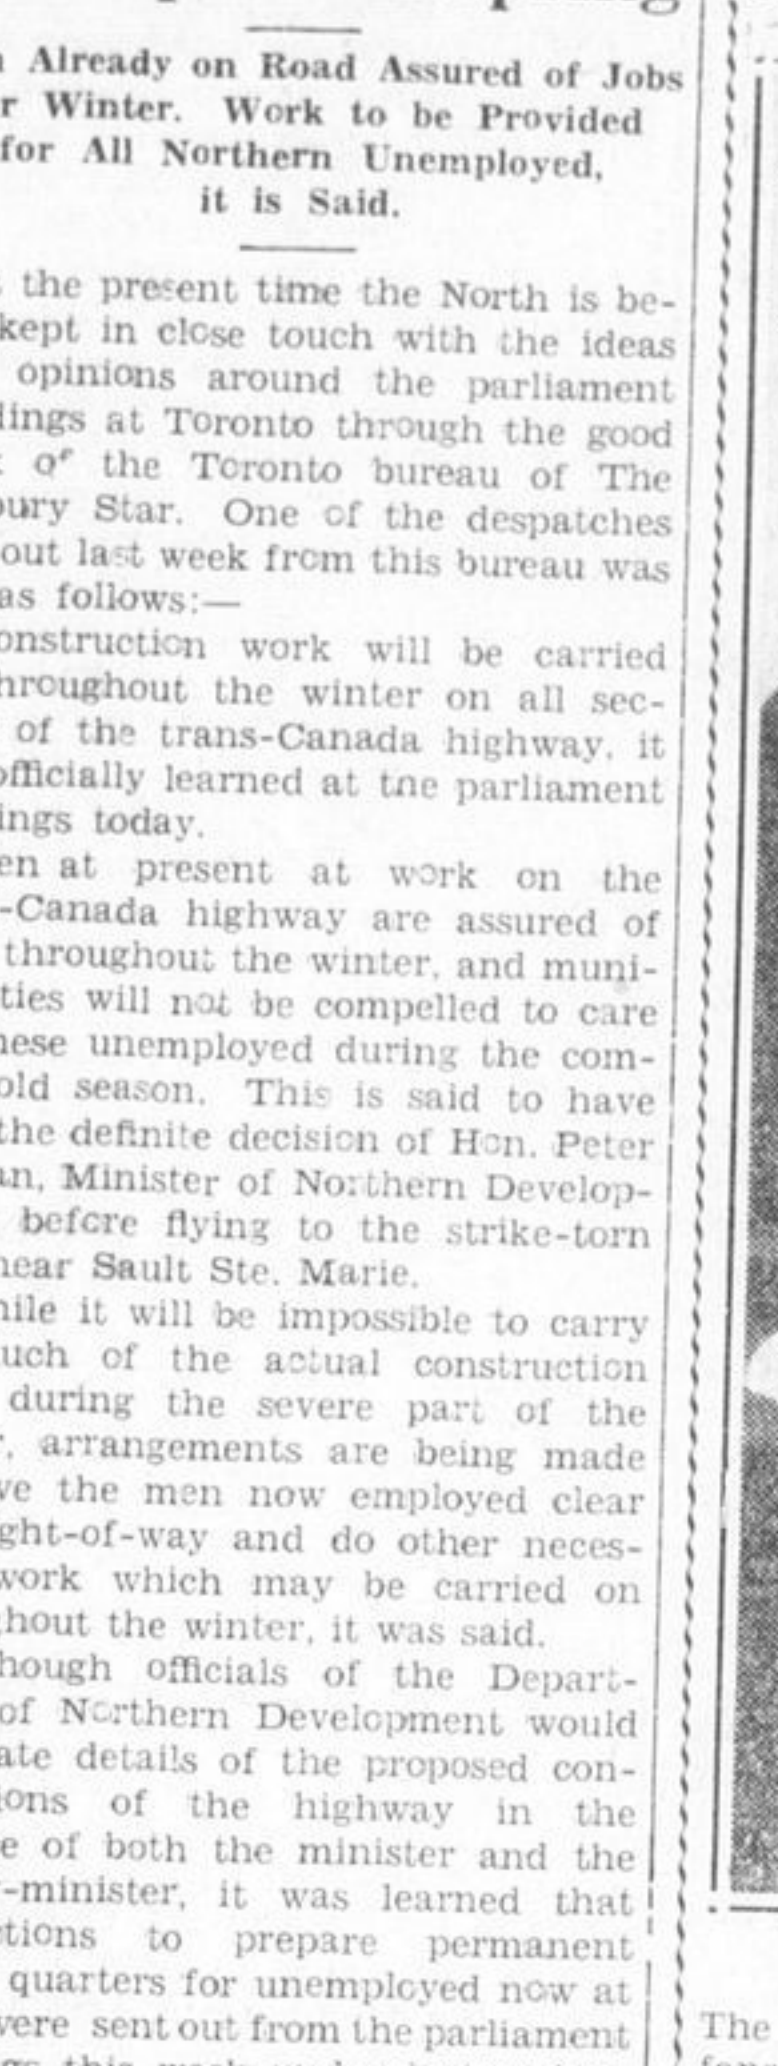 Already on Road Assured of Jobs
r Winter. Work to be Provided
for All Northern Unemployed,
it is Said.
the present time the North is be-
kept in close touch with the ideas
opinions around the parliament
dings at Toronto through the good
of the Toronto bureau of The
bury Star. One of the despatches
out last week from this bureau was
as follows:—
onstruction work will be carried
hroughout the winter on all sec-
of the trans-Canada highway, it
officially learned at the parliament
ings today.
en at present at work on the
-Canada highway are assured of
throughout the winter, and muni-
ties will not be compelled to care
hese unemployed during the com-
old season. This is said to have
the definite decision of Hon. Peter
an, Minister of Northern Develop-
before flying to the strike-torn
near Sault Ste. Marie.
hile it will be impossible to carry
uch of the actual construction
during the severe part of the
r, arrangements are being made
ve the men now employed clear
ght-of-way and do other neces-
work which may be carried on
ghout the winter, it was said.
hough officials of the Depart-
of Northern Development would
ate details of the proposed con-
ions of the highway in the
e of both the minister and the
-minister, it was learned that
ctions to prepare permanent
quarters for unemployed now at
were sent out from the parliament
The